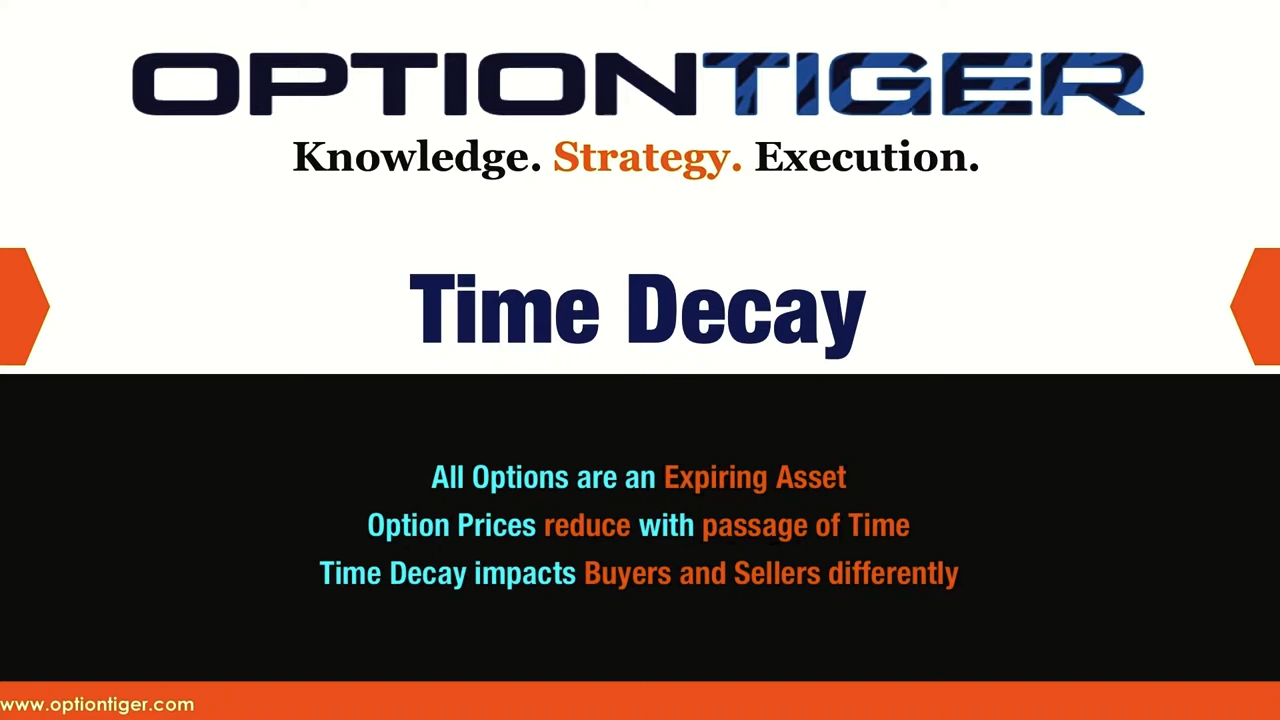 OPTIONTIGER
Knowledge. Strategy. Execution.
Time Decay
All Options are an Expiring Asset
Option Prices reduce with passage of Time
Time Decay impacts Buyers and Sellers differently
www.optiontiger.com